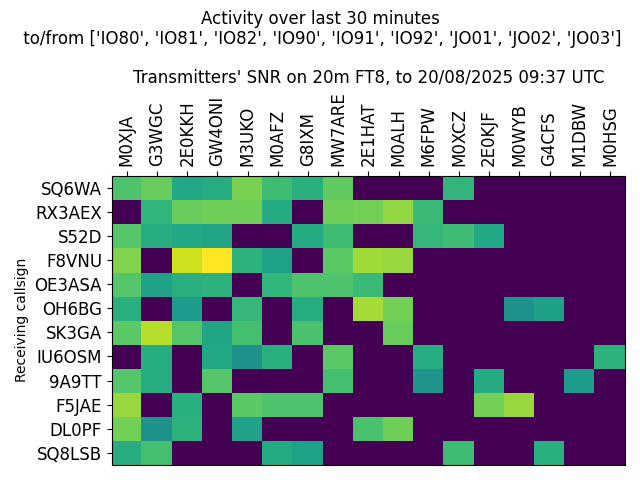 Activity over last 30 minutes
to/from ['IO80', 'IO81', 'IO82', 'IO90', 'IO91', 'IO92', 'JO01', 'JO02', 'JO03']
Transmitters' SNR on 20m FT8, to 20/08/2025 09:37 UTC
M0XJA
G3WGC
2E0KKH
GW4ONI
M3UKO
M0AFZ
G8IXM
MW7ARE
2E1HAT
M0ALH
M6FPW
M0XCZ
2E0KJF
M0WYB
G4CFS
M1DBW
M0HSG
Receiving callsign
SQ6WA
RX3AEX
S52D
F8VNU
OE3ASA
OH6BG
SK3GA
IU6OSM
9A9TT
F5JAE
DL0PF
SQ8LSB